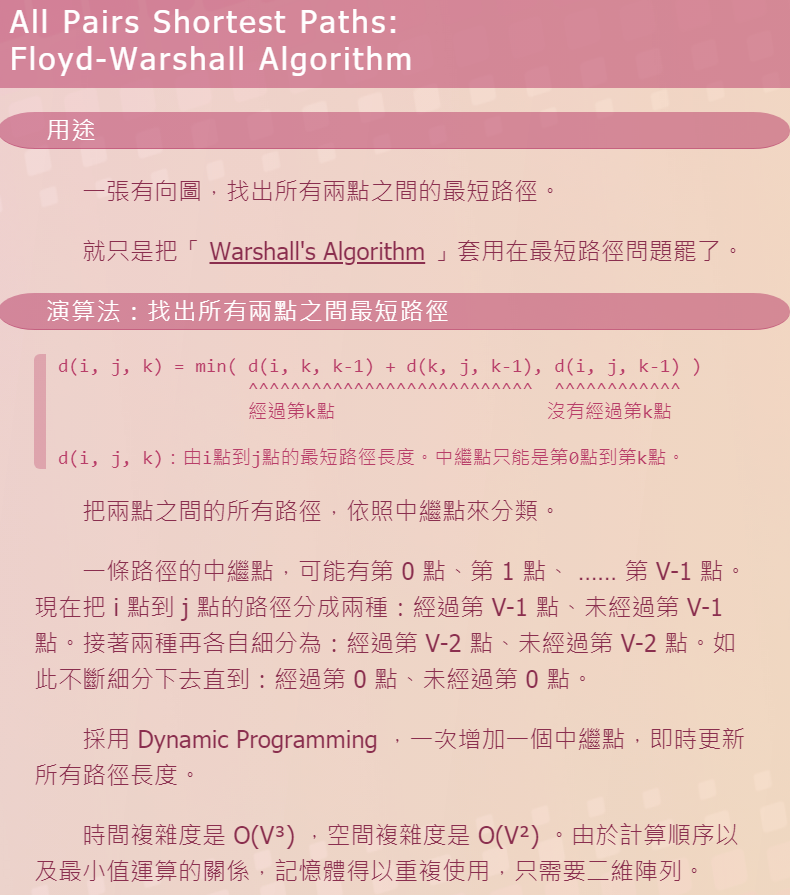 All Pairs Shortest Paths:
Floyd-Warshall Algorithm
用途
一張有向圖，找出所有兩點之間的最短路徑。
就只是把「 Warshall's Algorithm 」套用在最短路徑問題罷了。
演算法：找出所有兩點之間最短路徑
d(i, j, k) = min( d(i, k, k-1) + d(k, j, k-1), d(i, j, k-1) )
^^^^^^^^^^^^^^^^^^^^^^^^^^^  ^^^^^^^^^^^^
經過第k點 沒有經過第k點
d(i, j, k)：由i點到j點的最短路徑長度。中繼點只能是第0點到第k點。
把兩點之間的所有路徑，依照中繼點來分類。
一條路徑的中繼點，可能有第 0 點、第 1 點、 …… 第 V-1 點。
現在把 i 點到 j 點的路徑分成兩種：經過第 V-1 點、未經過第 V-1
點。接著兩種再各自細分為：經過第 V-2 點、未經過第 V-2 點。如
此不斷細分下去直到：經過第 0 點、未經過第 0 點。
採用 Dynamic Programming ，一次增加一個中繼點，即時更新
所有路徑長度。
時間複雜度是 O(V³) ，空間複雜度是 O(V²) 。由於計算順序以
及最小值運算的關係，記憶體得以重複使用，只需要二維陣列。